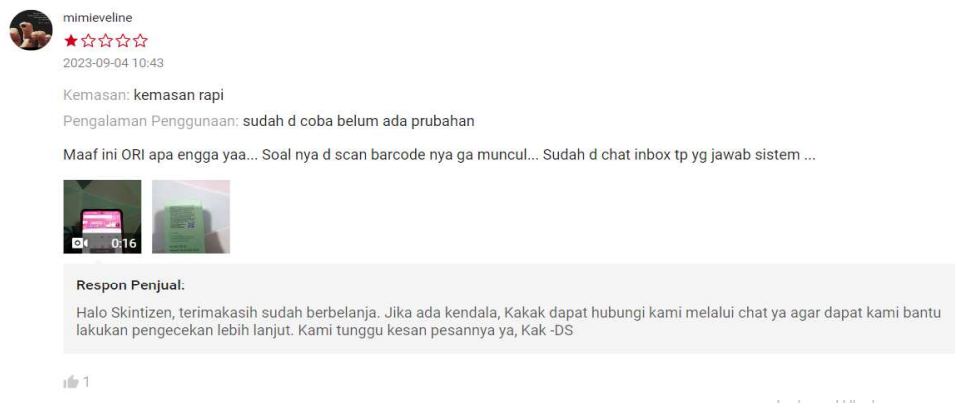 mimieveline
2023-09-04 10:43
Kemasan: kemasan rapi
Pengalaman Penggunaan: sudah d coba belum ada prubahan
Maaf ini ORI apa engga yaa... Soal nya d scan barcode nya ga muncul... Sudah d chat inbox tp yg jawab sistem ...
0:16
Respon Penjual:
Halo Skintizen, terimakasih sudah berbelanja. Jika ada kendala, Kakak dapat hubungi kami melalui chat ya agar dapat kami bantu
lakukan pengecekan lebih lanjut. Kami tunggu kesan pesannya ya, Kak -DS
1